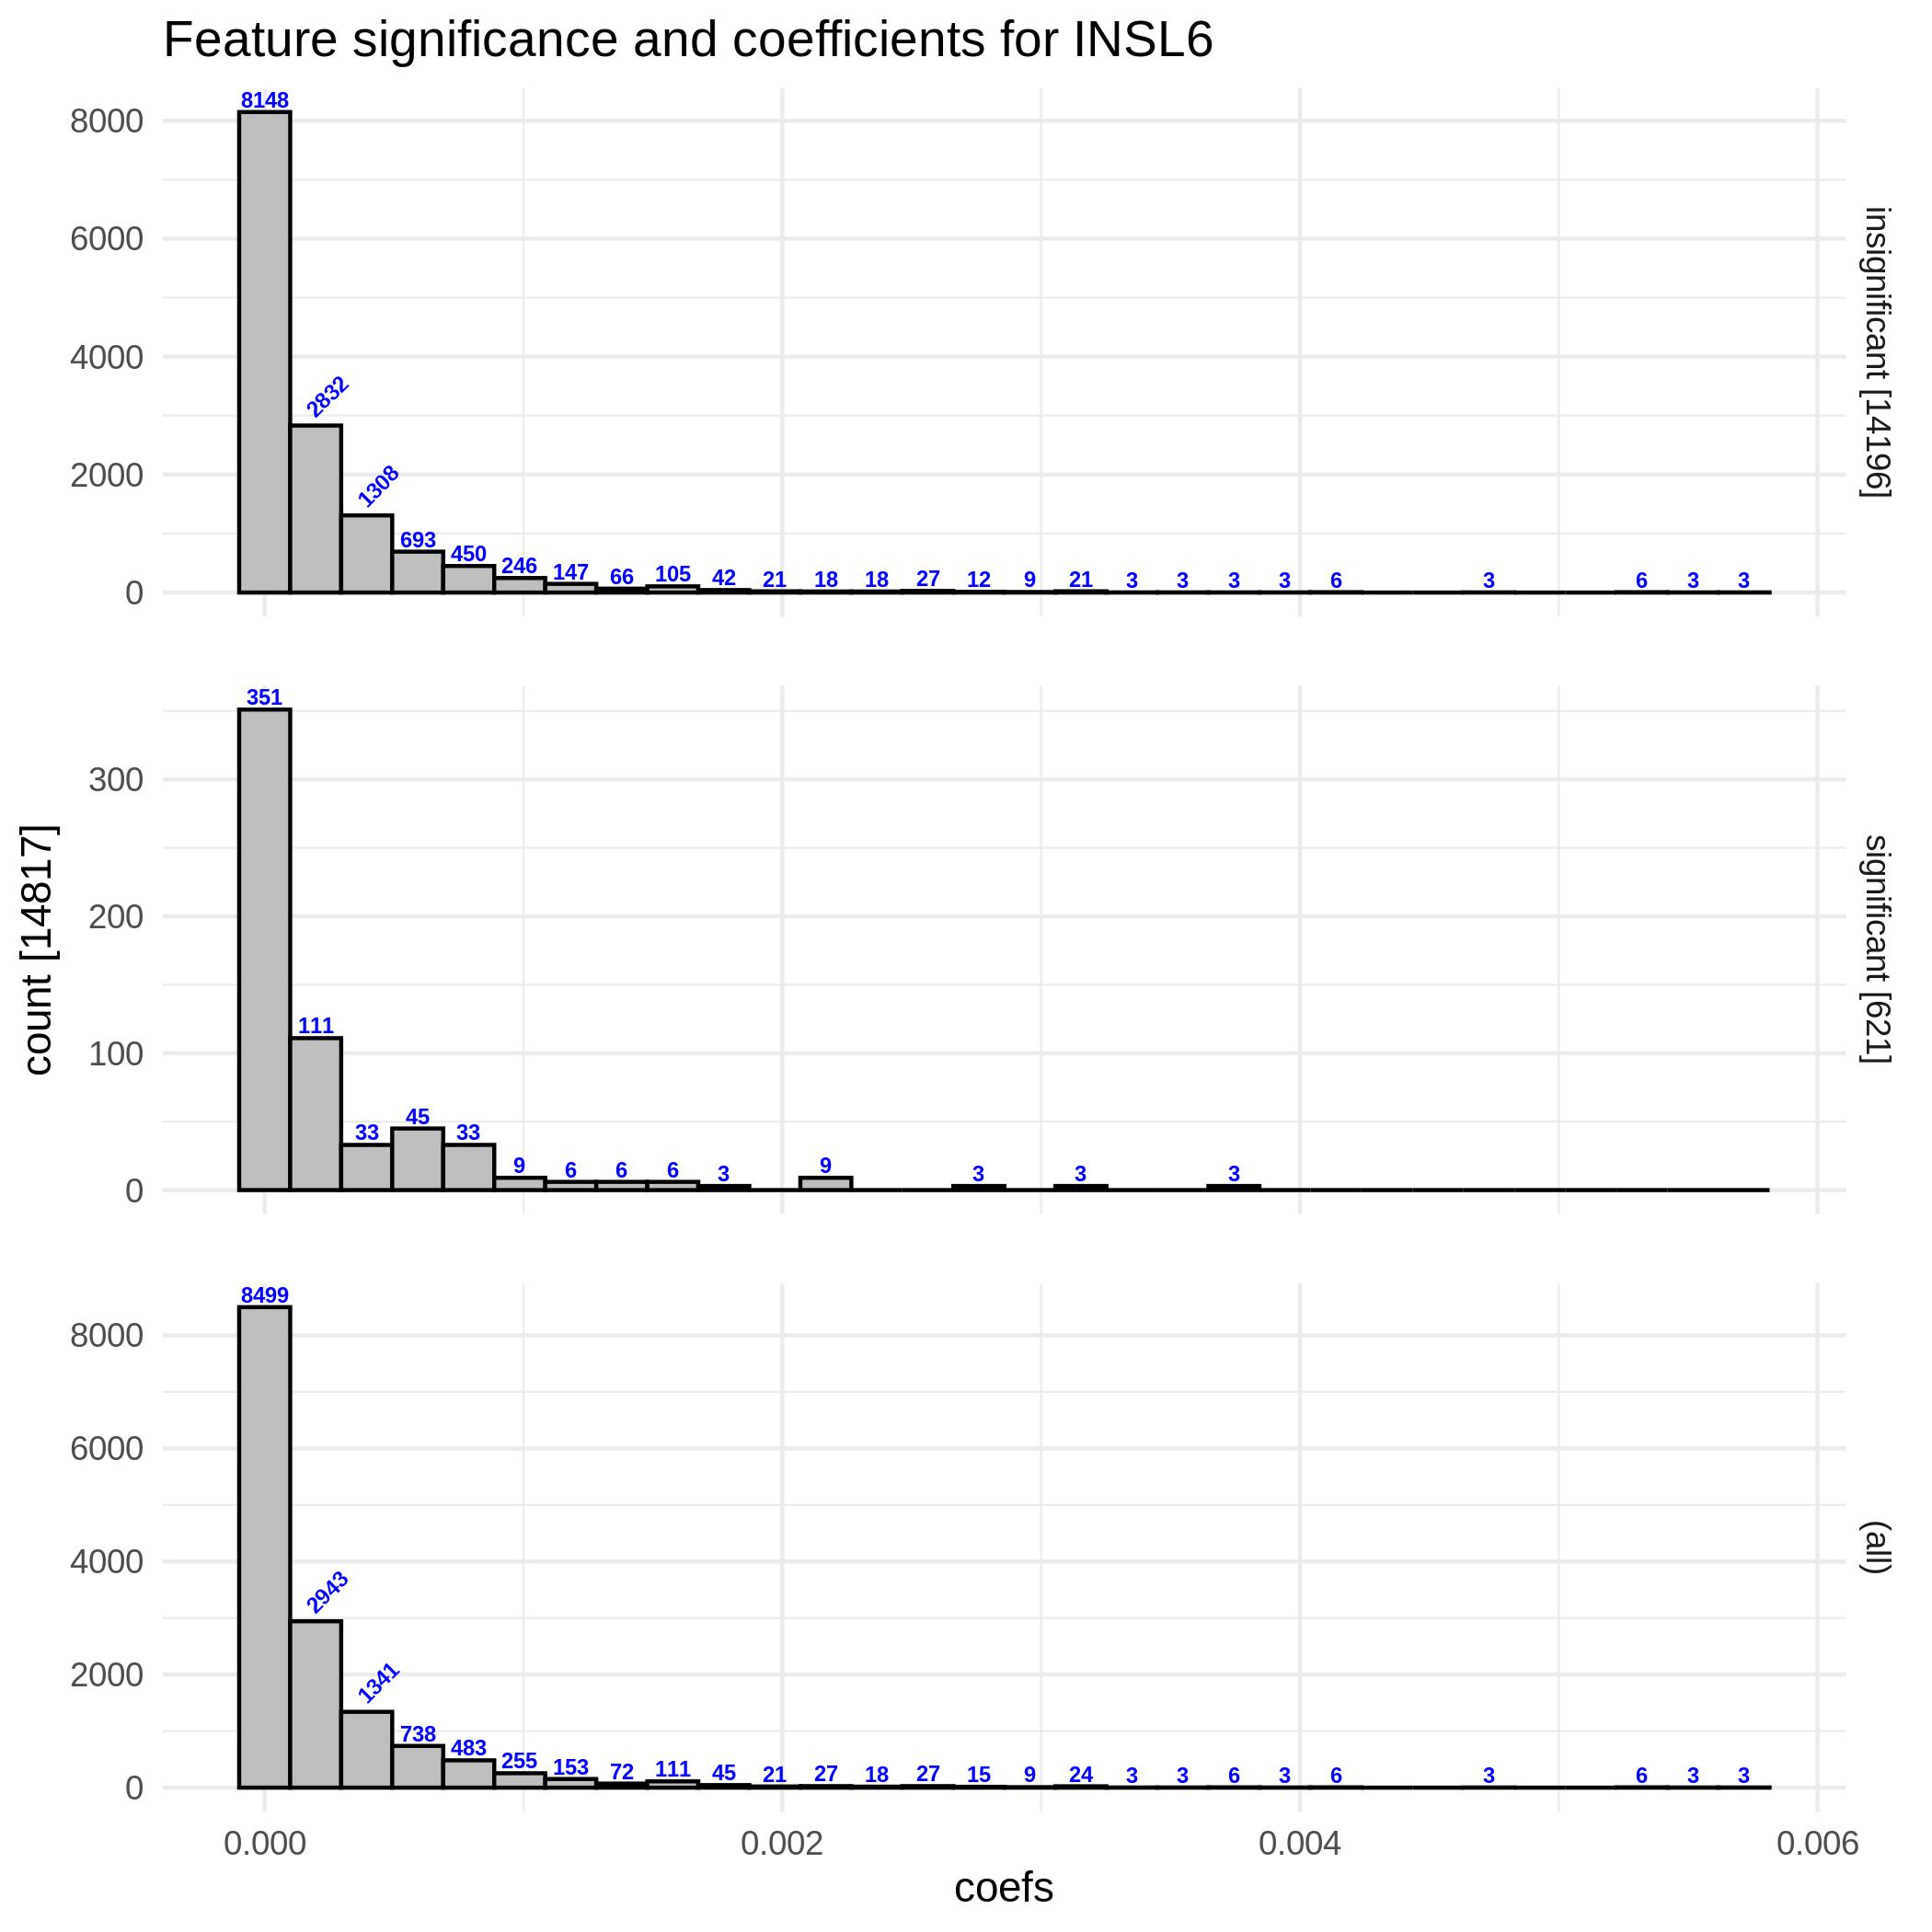 Feature significance and coefficients for INSL6
8148
8000
6000
4000
2000
0
2832
1308
693 450 246 147 66 105 42 21 18 18 27 12 9 21 3 3 3 3 6 3 6 3 3
insignificant [14196]
count [14817]
351
300
200
100
0
111
33 45 33 9 6 6 6 3 9 3 3 3
significant [621]
8499
8000
6000
4000
2000
0
2943
1341
738 483 255 153 72 111 45 21 27 18 27 15 9 24 3 3 6 3 6 3 6 3 3
(all)
0.000 0.002 0.004 0.006
coefs